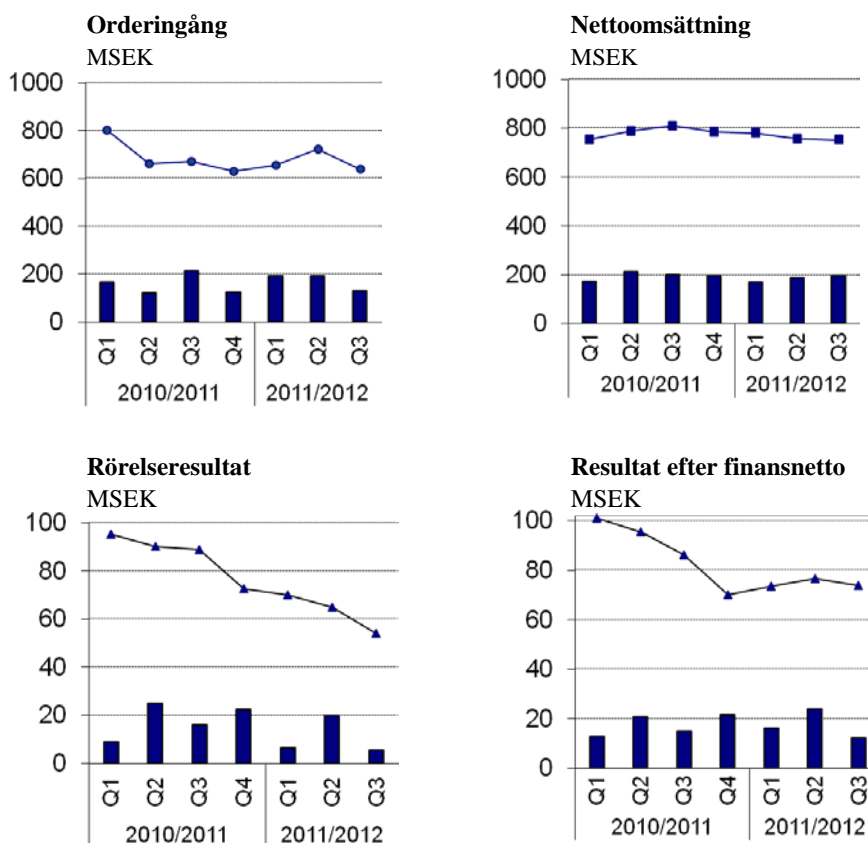 Orderingång
MSEK
1000
800
600
400
200
0
Q1 Q2 Q3 Q4 Q1 Q2 Q3
2010/2011 2011/2012
Nettoomsättning
MSEK
1000
800
600
400
200
0
Q1 Q2 Q3 Q4 Q1 Q2 Q3
2010/2011 2011/2012
Rörelseresultat
MSEK
100
80
60
40
20
0
Q1 Q2 Q3 Q4 Q1 Q2 Q3
2010/2011 2011/2012
Resultat efter finansnetto
MSEK
100
80
60
40
20
0
Q1 Q2 Q3 Q4 Q1 Q2 Q3
2010/2011 2011/2012